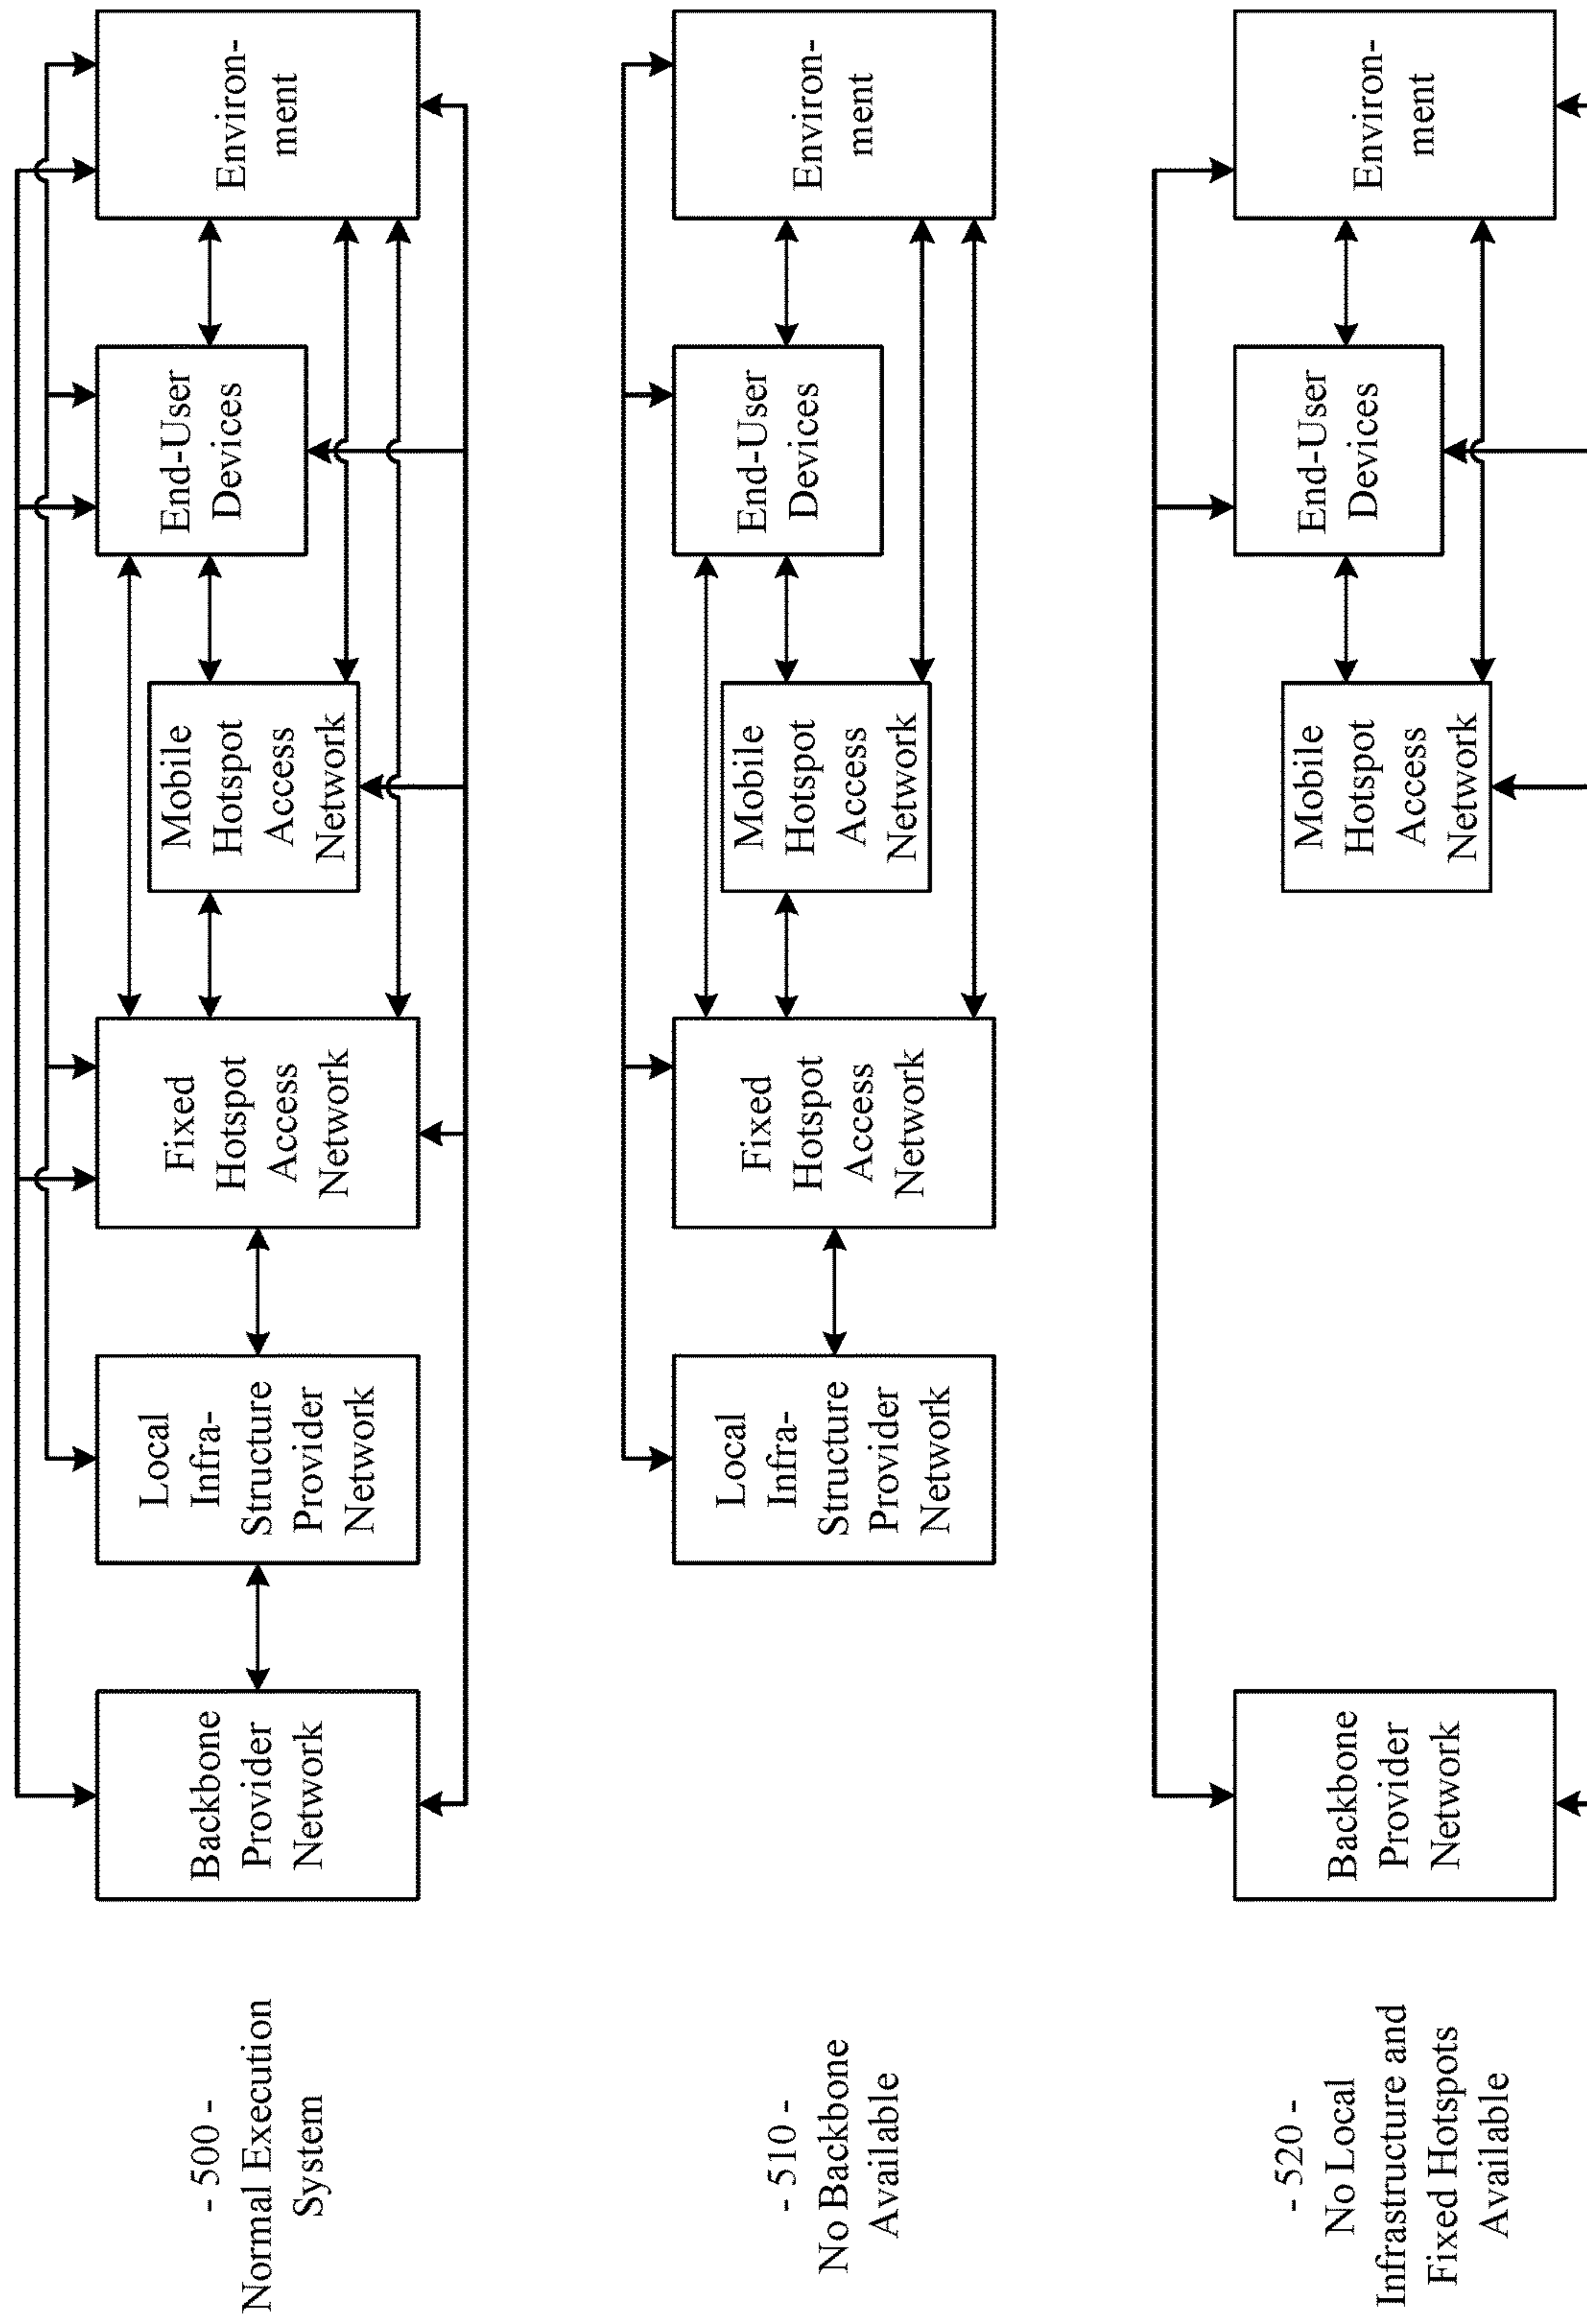 - 500 -
Normal Execution
System
Backbone
Provider
Network
Local
Infra-
Structure
Provider
Network
Fixed
Hotspot
Access
Network
Mobile
Hotspot
Access
Network
End-User
Devices
Environ-
ment
- 510 -
No Backbone
Available
Local
Infra-
Structure
Provider
Network
Fixed
Hotspot
Access
Network
Mobile
Hotspot
Access
Network
End-User
Devices
Environ-
ment
- 520 -
No Local
Infrastructure and
Fixed Hotspots
Available
Backbone
Provider
Network
Mobile
Hotspot
Access
Network
End-User
Devices
Environ-
ment